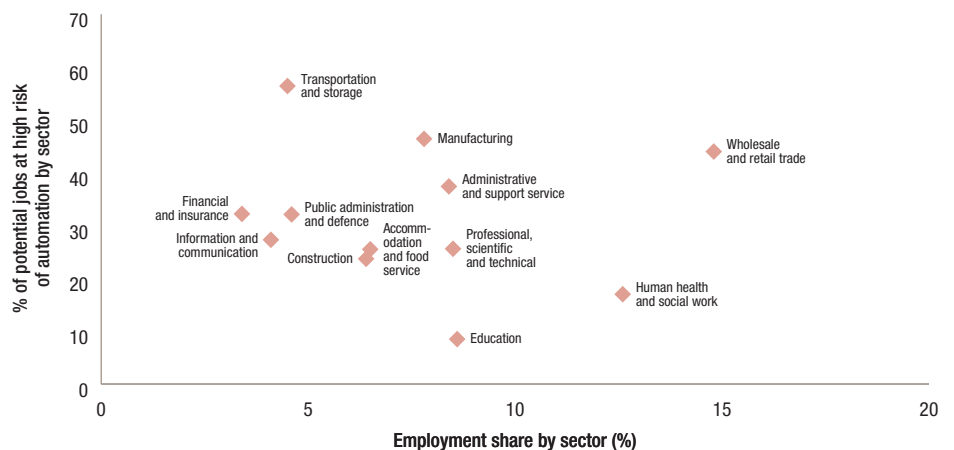 % of potential jobs at high risk
of automation by sector
70
60
50
40
30
20
10
0
Transportation
and storage
Manufacturing
Wholesale
and retail trade
Administrative
and support service
Financial
and insurance
Public administration
and defence
Information and
communication
Construction
Accomm-
odation
and food
service
Professional,
scientific
and technical
Human health
and social work
Education
0
5
10
15
20
Employment share by sector (%)